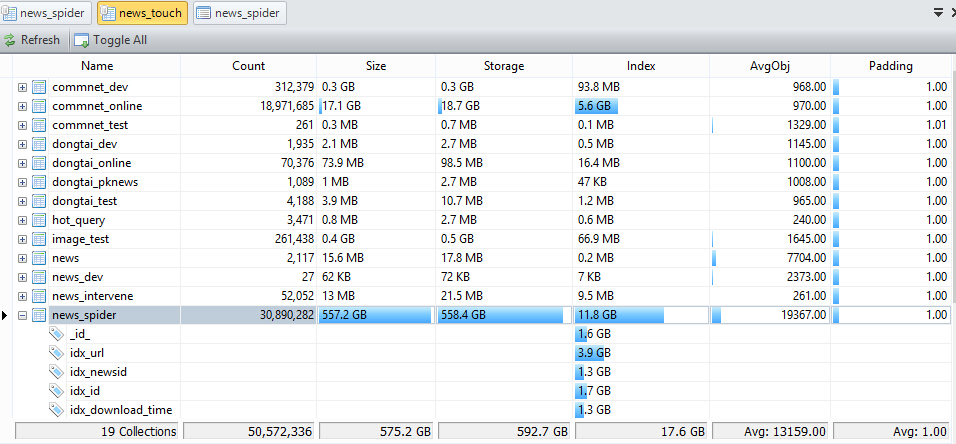 news_spider news_touch news_spider
Refresh Toggle All
Name Count Size Storage Index AvgObj Padding
commnet_dev 312,379 0.3 GB 0.3 GB 93.8 MB 968.00 1.00
commnet_online 18,971,685 17.1 GB 18.7 GB 5.6 GB 970.00 1.00
commnet_test 261 0.3 MB 0.7 MB 0.1 MB 1329.00 1.01
dongtai_dev 1,935 2.1 MB 2.7 MB 0.5 MB 1145.00 1.00
dongtai_online 70,376 73.9 MB 98.5 MB 16.4 MB 1100.00 1.00
dongtai_pknews 1,089 1 MB 2.7 MB 47 KB 1008.00 1.00
dongtai_test 4,188 3.9 MB 10.7 MB 1.2 MB 965.00 1.00
hot_query 3,471 0.8 MB 2.7 MB 0.6 MB 240.00 1.00
image_test 261,438 0.4 GB 0.5 GB 66.9 MB 1645.00 1.00
news 2,117 15.6 MB 17.8 MB 0.2 MB 7704.00 1.00
news_dev 27 62 KB 72 KB 7 KB 2373.00 1.00
news_intervene 52,052 13 MB 21.5 MB 9.5 MB 261.00 1.00
news_spider 30,890,282 557.2 GB 558.4 GB 11.8 GB 19367.00 1.00
_id_ 1.6 GB
idx_url 3.9 GB
idx_newsid 1.3 GB
idx_id 1.7 GB
idx_download_time 1.3 GB
19 Collections 50,572,336 575.2 GB 592.7 GB 17.6 GB Avg: 13159.00 Avg: 1.00